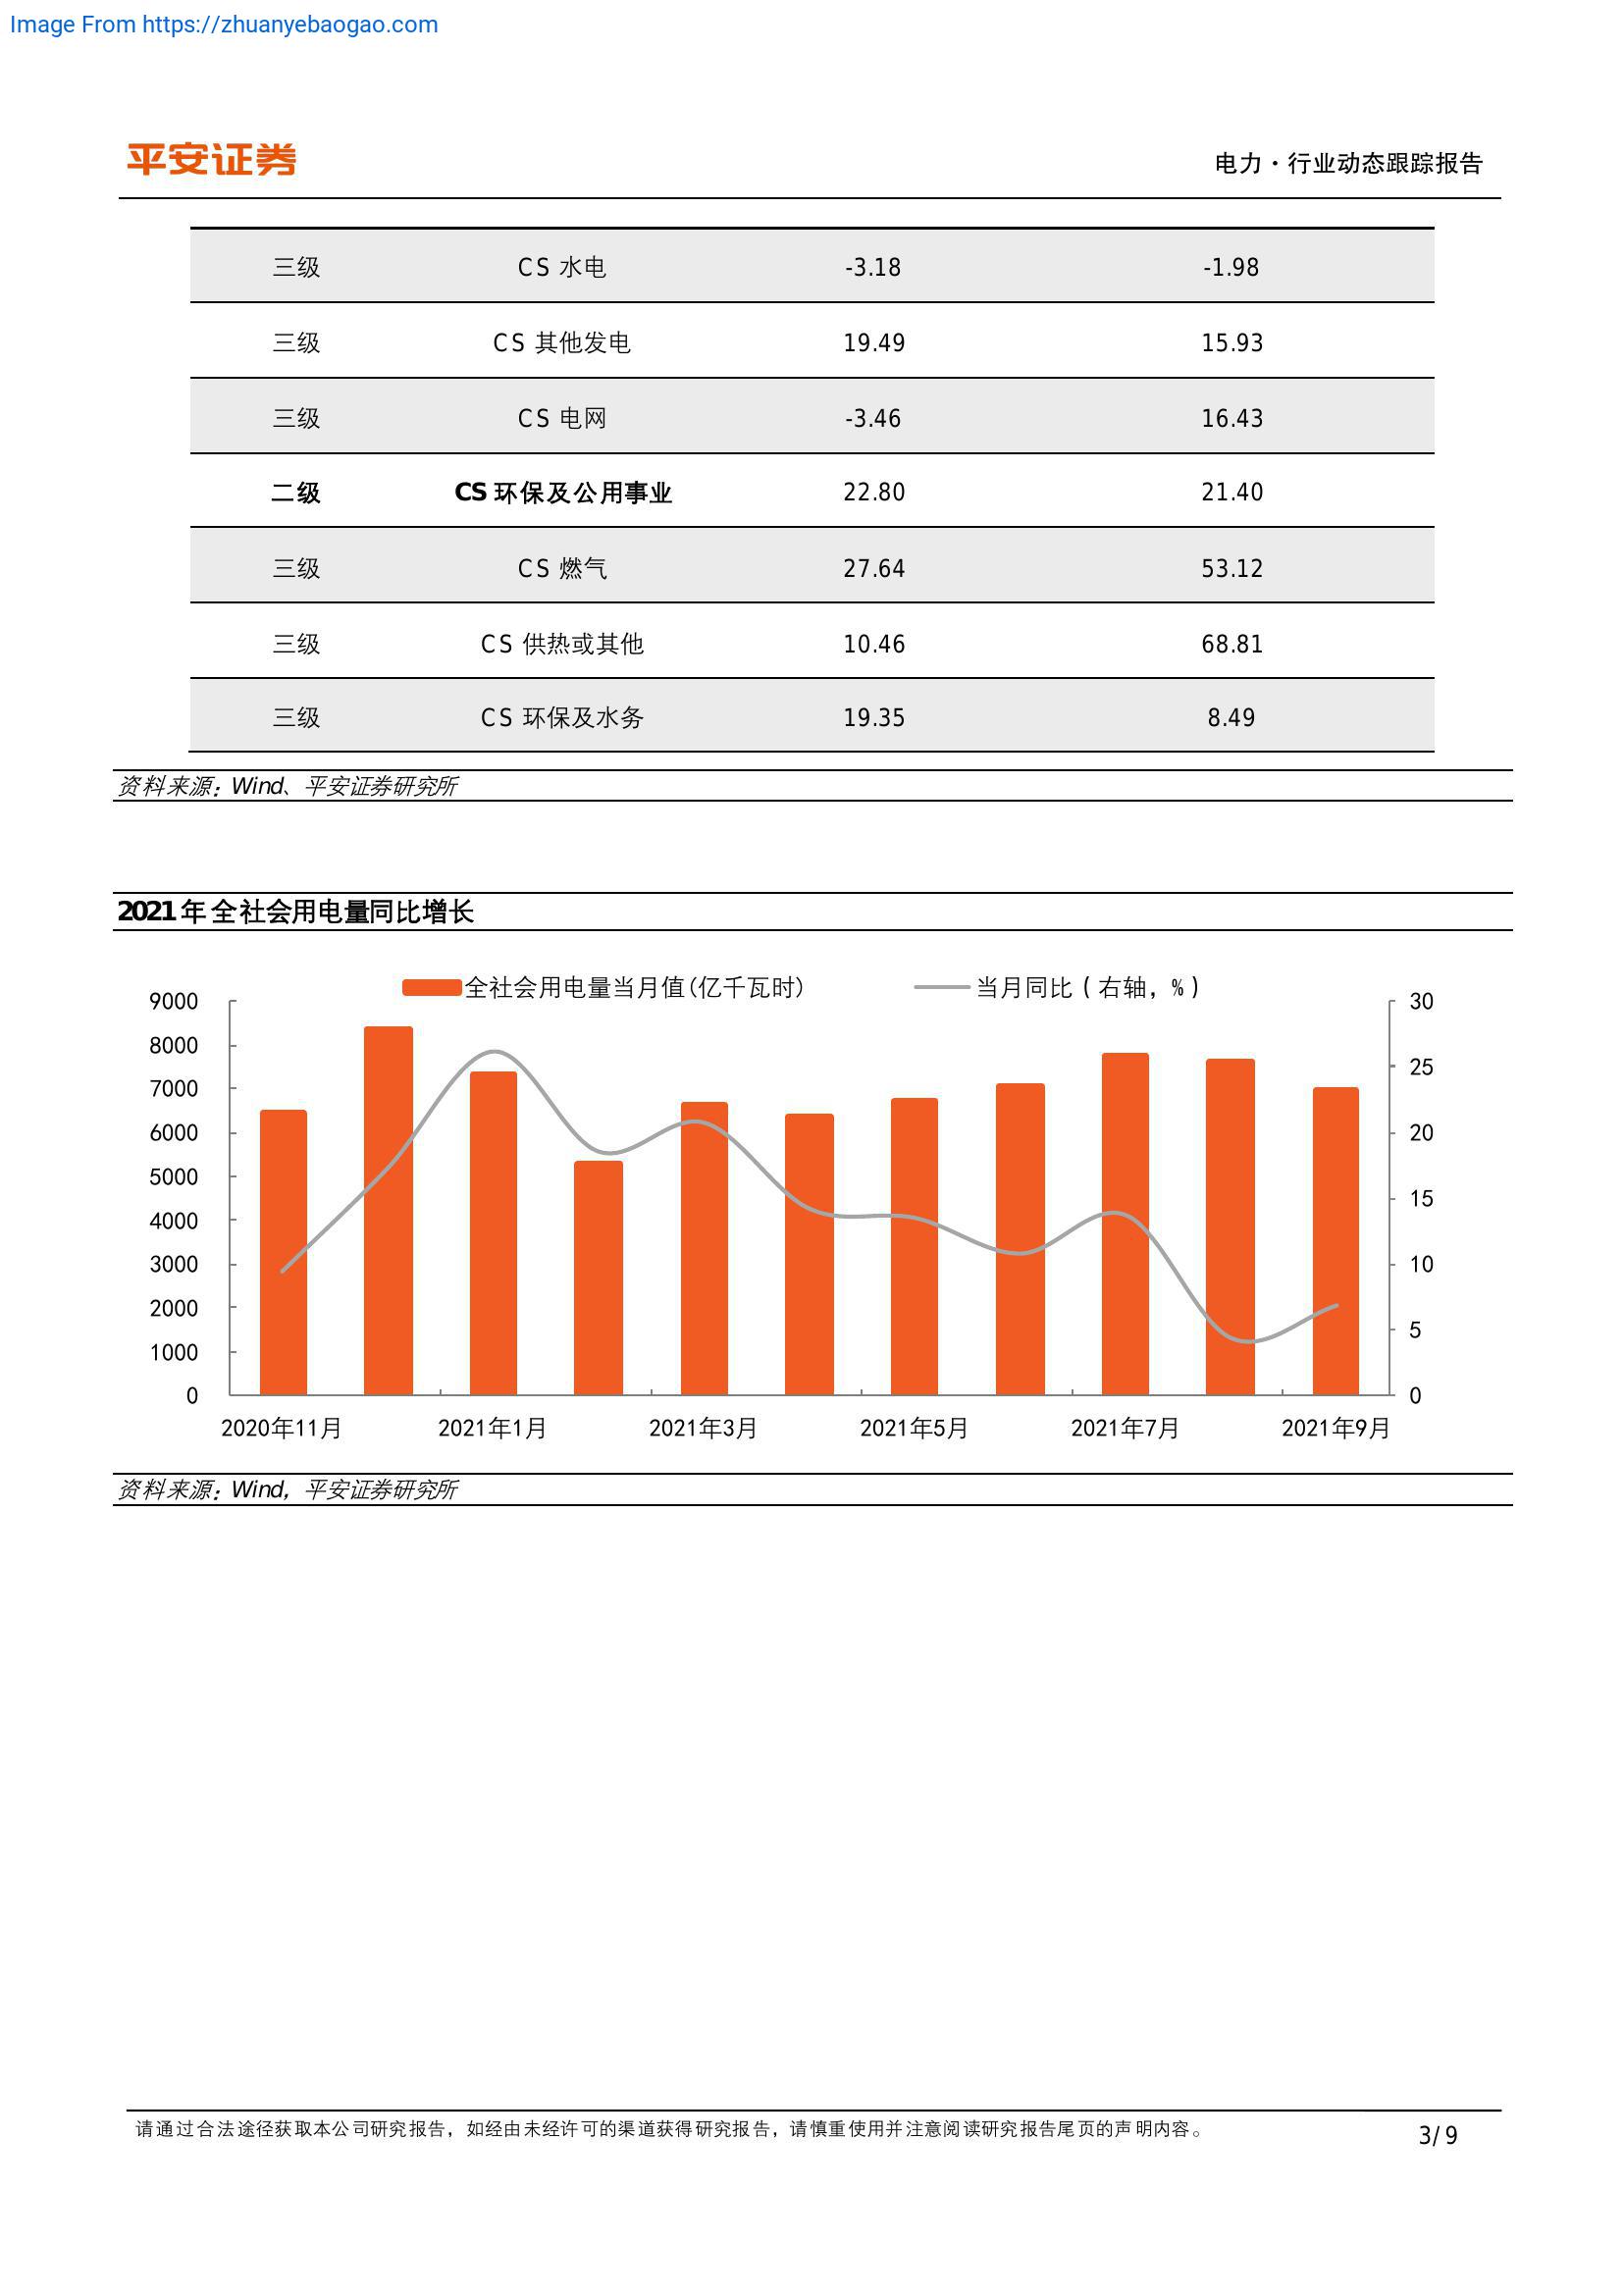 Image From https://zhuanyebaogao.com
平安证券
电力·行业动态跟踪报告
三级 CS 水电 -3.18 -1.98
三级 CS 其他发电 19.49 15.93
三级 CS 电网 -3.46 16.43
二级 CS 环保及公用事业 22.80 21.40
三级 CS 燃气 27.64 53.12
三级 CS 供热或其他 10.46 68.81
三级 CS 环保及水务 19.35 8.49
资料来源：Wind、平安证券研究所
2021 年全社会用电量同比增长
全社会用电量当月值(亿千瓦时) 当月同比（右轴，%）
9000 30
8000
25
7000
6000 20
5000
15
4000
3000 10
2000
5
1000
0 0
2020年11月 2021年1月 2021年3月 2021年5月 2021年7月 2021年9月
资料来源：Wind，平安证券研究所
请通过合法途径获取本公司研究报告，如经由未经许可的渠道获得研究报告，请慎重使用并注意阅读研究报告尾页的声明内容。
3/ 9